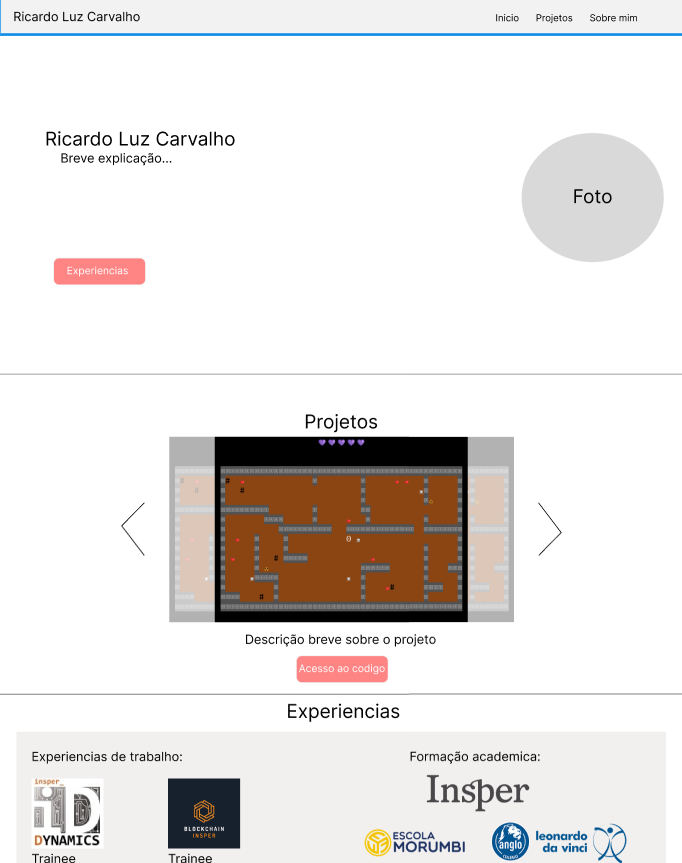 Ricardo Luz Carvalho
Inicio Projetos Sobre mim
Ricardo Luz Carvalho
Breve explicação...
Foto
Experiencias
Projetos
Descrição breve sobre o projeto
Acesso ao codigo
Experiencias
Experiencias de trabalho:
Formação academica:
insper_
DYNAMICS
BLOCKCHAIN
INSPER
Insper
ESCOLA
MORUMBI
anglo
COLÉGIO
leonardo
da vinci
Trainee
Trainee